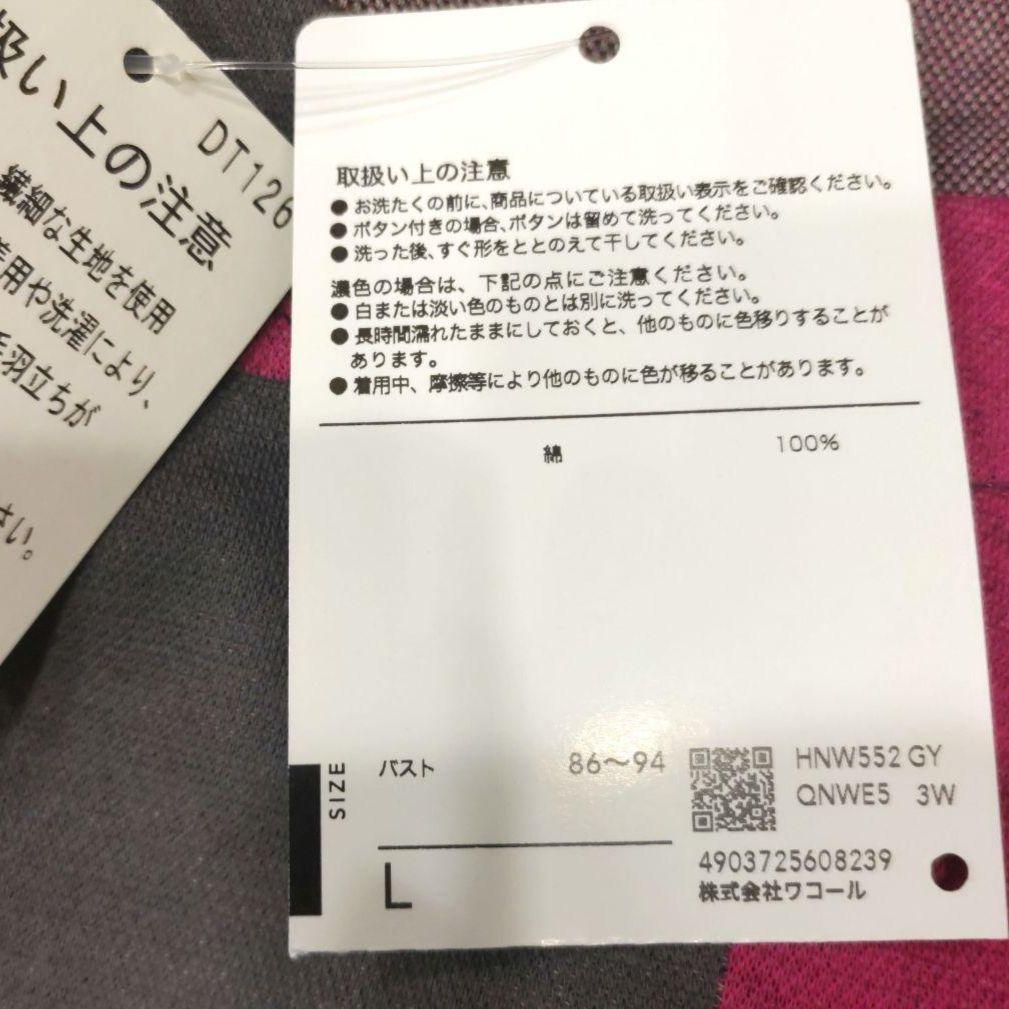 扱い上の注意
DT126
繊細な生地を使用
着用や洗濯により、
毛羽立ちが
さい。
取扱い上の注意
● お洗たくの前に、商品についている取扱い表示をご確認ください。
● ボタン付きの場合、ボタンは留めて洗ってください。
● 洗った後、すぐ形をととのえて干してください。
濃色の場合は、下記の点にご注意ください。
● 白または淡い色のものとは別に洗ってください。
● 長時間濡れたままにしておくと、他のものに色移りすることが
あります。
● 着用中、摩擦等により他のものに色が移ることがあります。
綿 100%
SIZE
バスト 86〜94
L
HNW552 GY
QNWE5 3W
4903725608239
株式会社ワコール